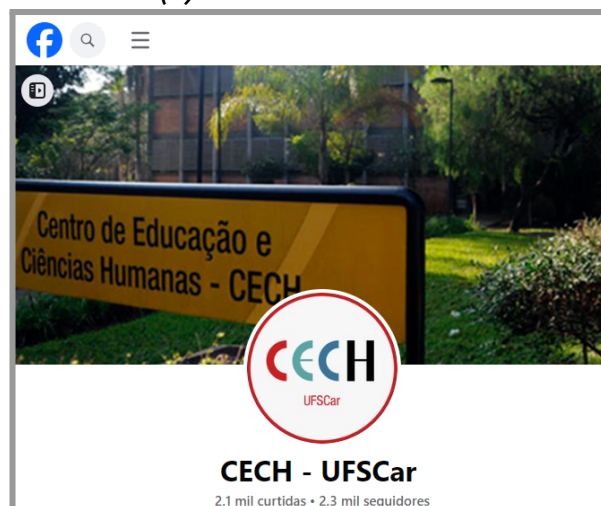 Centro de Educação e
Ciências Humanas - CECH
CECH
UFSCar
CECH - UFSCar
2.1 mil curtidas • 2.3 mil seguidores